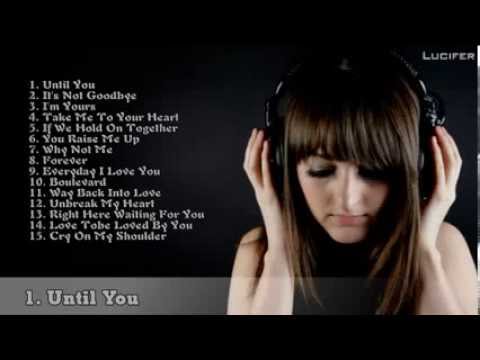 Lucifer
1. Until You
2. It's Not Goodbye
3. I'm Yours
4. Take Me To Your Heart
5. If We Hold On Together
6. You Raise Me Up
7. Why Not Me
8. Forever
9. Everyday I Love You
10. Boulevard
11. Way Back Into Love
12. Unbreak My Heart
13. Right Here Waiting For You
14. Love Tobe Loved By You
15. Cry On My Shoulder
1. Until You